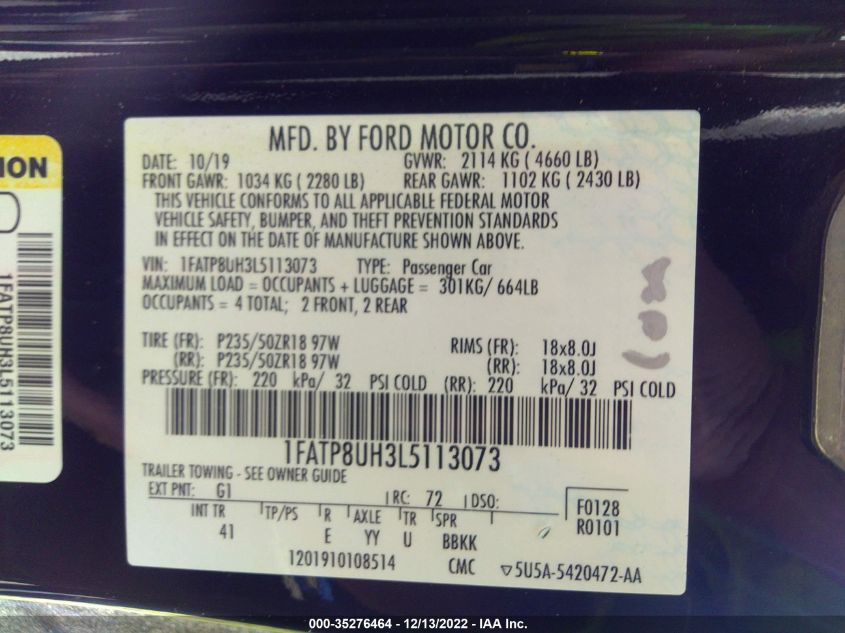 MFD. BY FORD MOTOR CO.
DATE: 10/19 GVWR: 2114 KG ( 4660 LB)
FRONT GAWR: 1034 KG ( 2280 LB) REAR GAWR: 1102 KG ( 2430 LB)
THIS VEHICLE CONFORMS TO ALL APPLICABLE FEDERAL MOTOR
VEHICLE SAFETY, BUMPER, AND THEFT PREVENTION STANDARDS
IN EFFECT ON THE DATE OF MANUFACTURE SHOWN ABOVE.
VIN: 1FATP8UH3L5113073 TYPE: Passenger Car
MAXIMUM LOAD = OCCUPANTS + LUGGAGE = 301KG/ 664LB
OCCUPANTS = 4 TOTAL; 2 FRONT, 2 REAR
TIRE (FR): P235/50ZR18 97W RIMS (FR): 18x8.0J
(RR): P235/50ZR18 97W (RR): 18x8.0J
PRESSURE (FR): 220 kPa/ 32 PSI COLD (RR): 220 kPa/ 32 PSI COLD
1FATP8UH3L5113073
TRAILER TOWING - SEE OWNER GUIDE
EXT PNT: G1 RC: 72 DSO: F0128
INT TR TP/PS R AXLE TR SPR R0101
41 E YY U BBKK
1201910108514 CMC ▽5U5A-5420472-AA
ION
1FATP8UH3L5113073
000-35276464 - 12/13/2022 - IAA Inc.